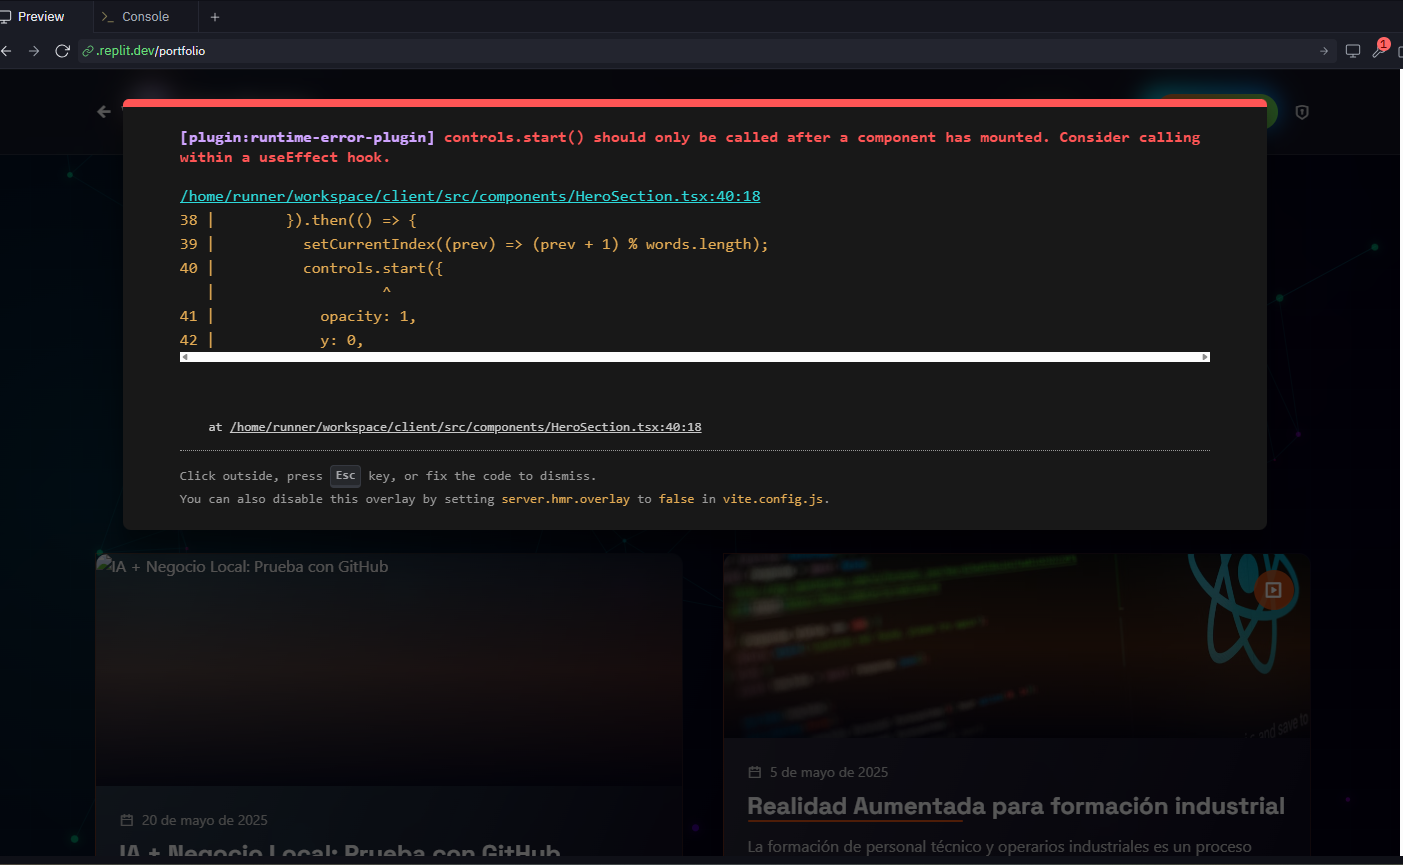 Preview
>_ Console
+
.replit.dev/portfolio
1
[plugin:runtime-error-plugin] controls.start() should only be called after a component has mounted. Consider calling
within a useEffect hook.
/home/runner/workspace/client/src/components/HeroSection.tsx:40:18
38 | }).then(() => {
39 | setCurrentIndex((prev) => (prev + 1) % words.length);
40 | controls.start({
| ^
41 | opacity: 1,
42 | y: 0,
at /home/runner/workspace/client/src/components/HeroSection.tsx:40:18
Click outside, press Esc key, or fix the code to dismiss.
You can also disable this overlay by setting server.hmr.overlay to false in vite.config.js.
IA + Negocio Local: Prueba con GitHub
and save to
5 de mayo de 2025
Realidad Aumentada para formación industrial
20 de mayo de 2025
IA + Negocio Local: Prueba con GitHub
La formación de personal técnico y operarios industriales es un proceso